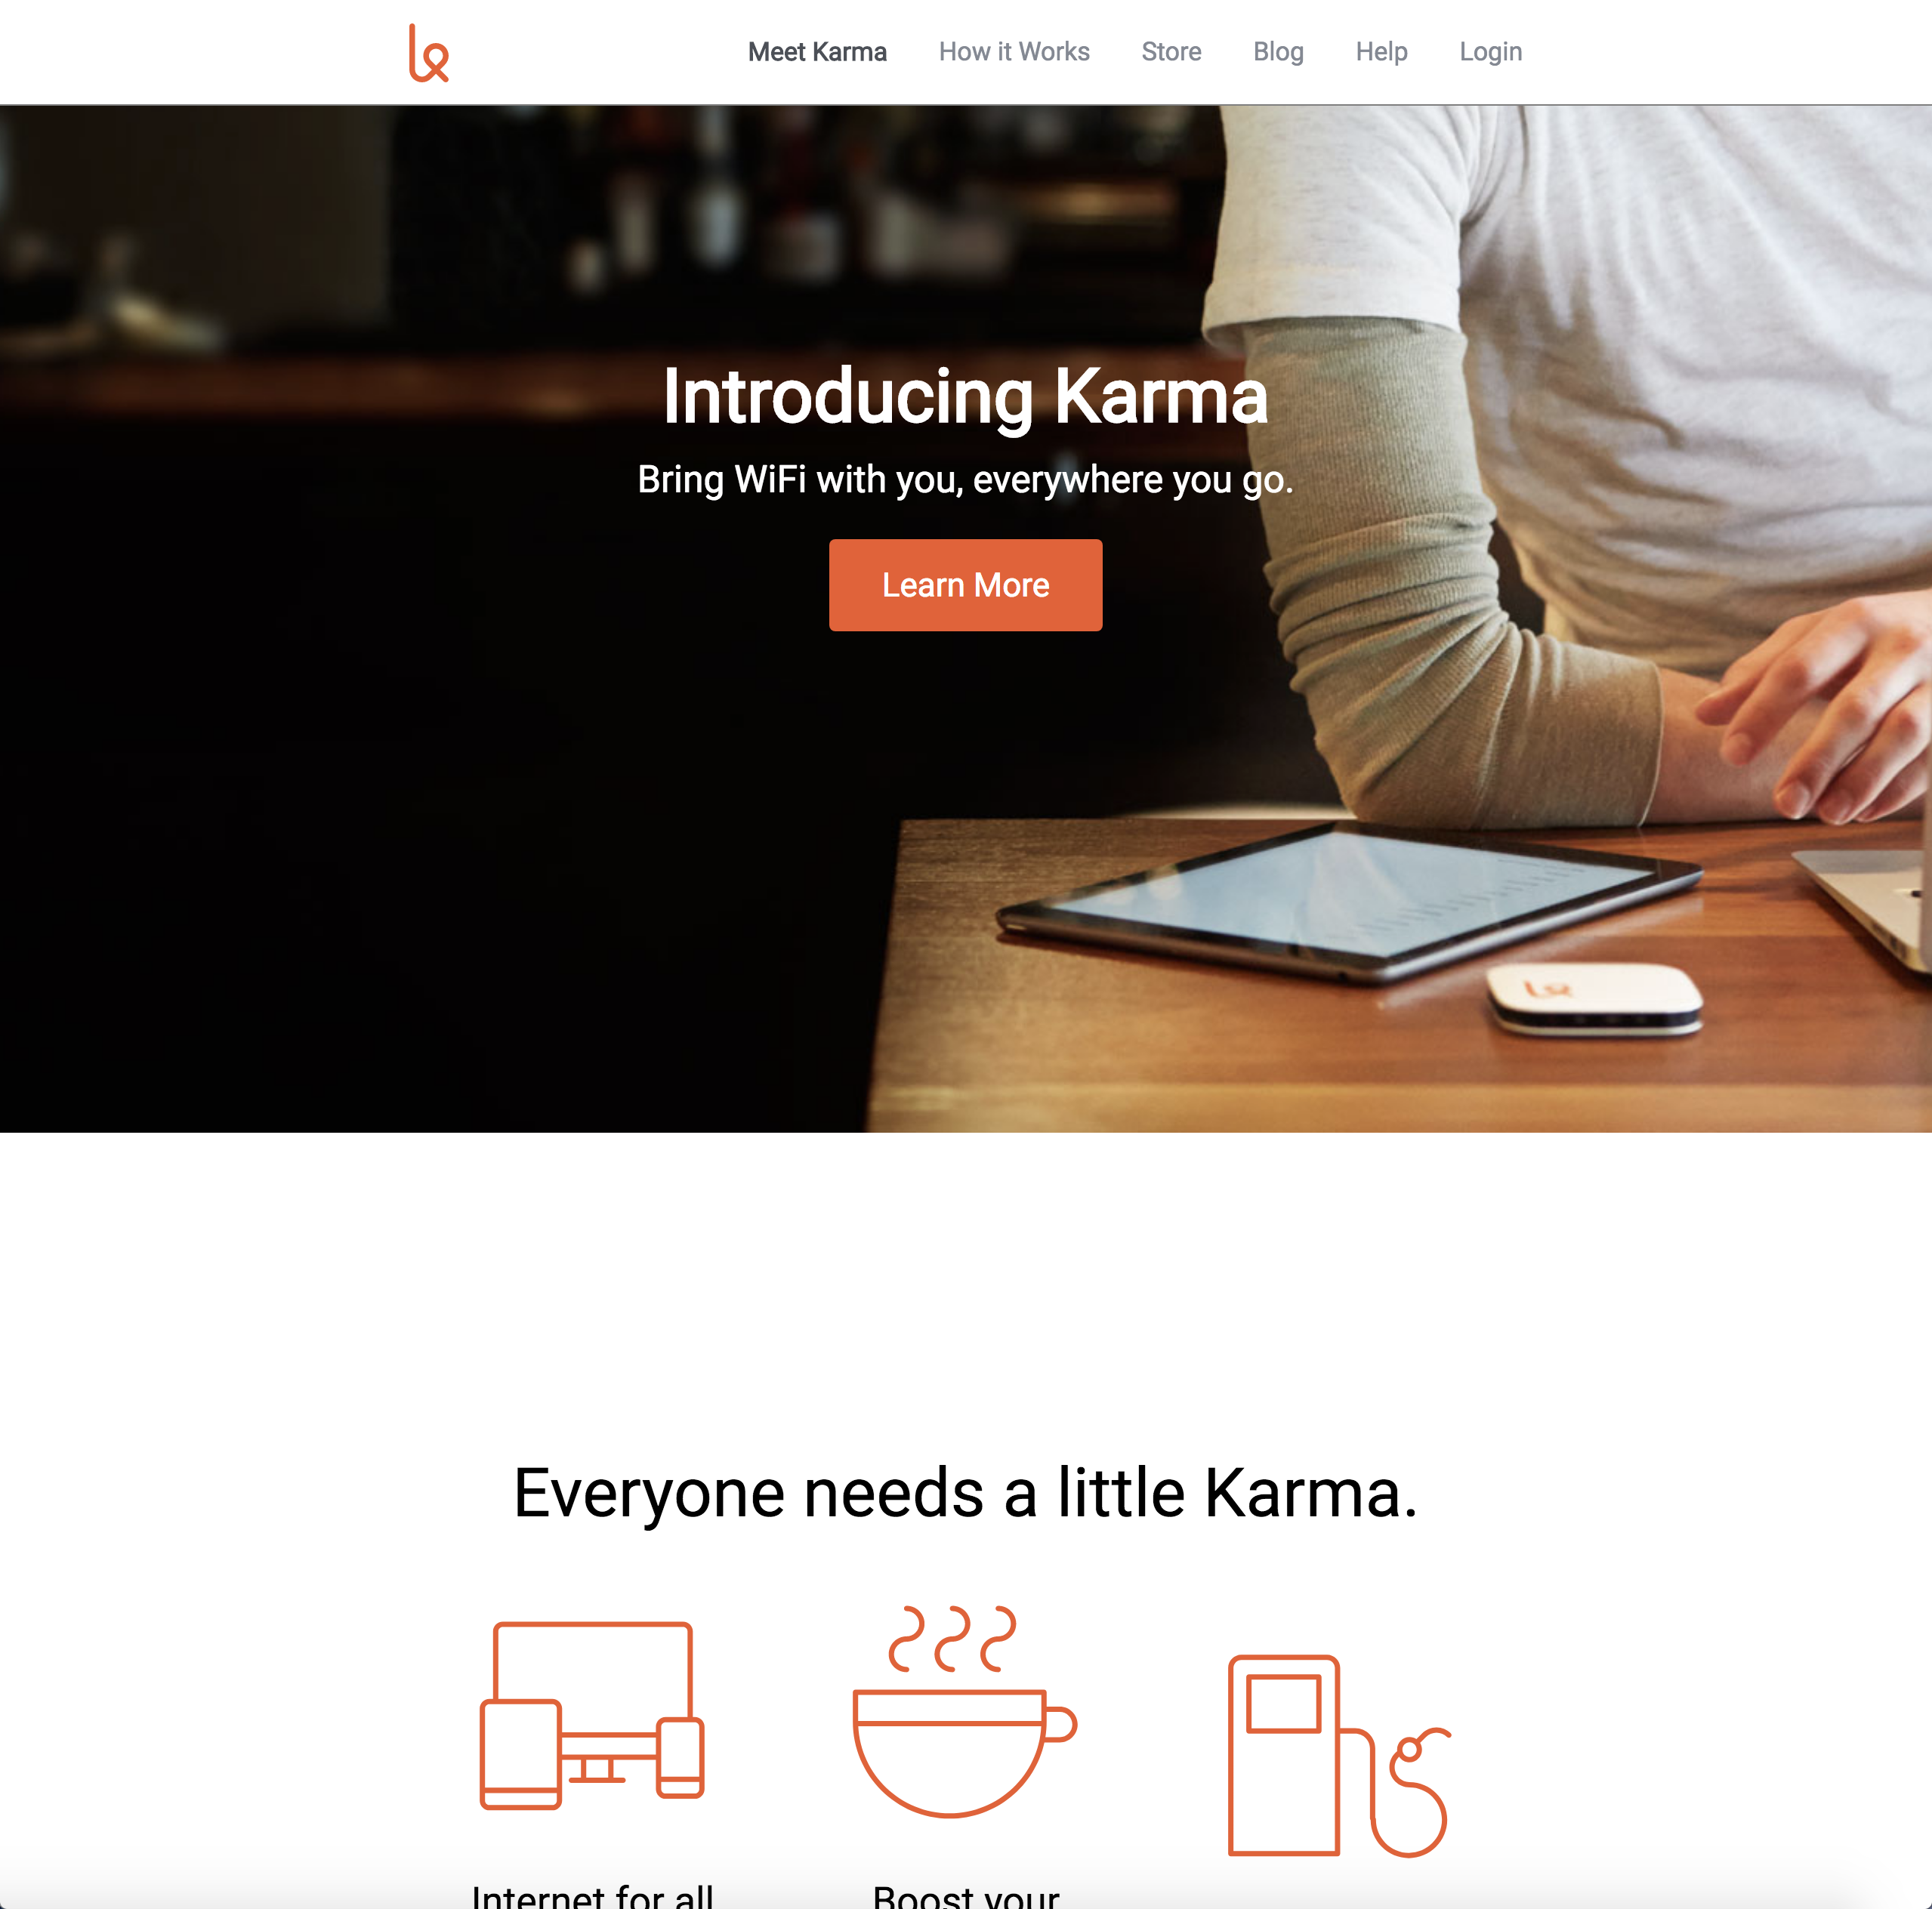 Meet Karma How it Works Store Blog Help Login
Introducing Karma
Bring WiFi with you, everywhere you go.
Learn More
Everyone needs a little Karma.
Internet for all Boost your